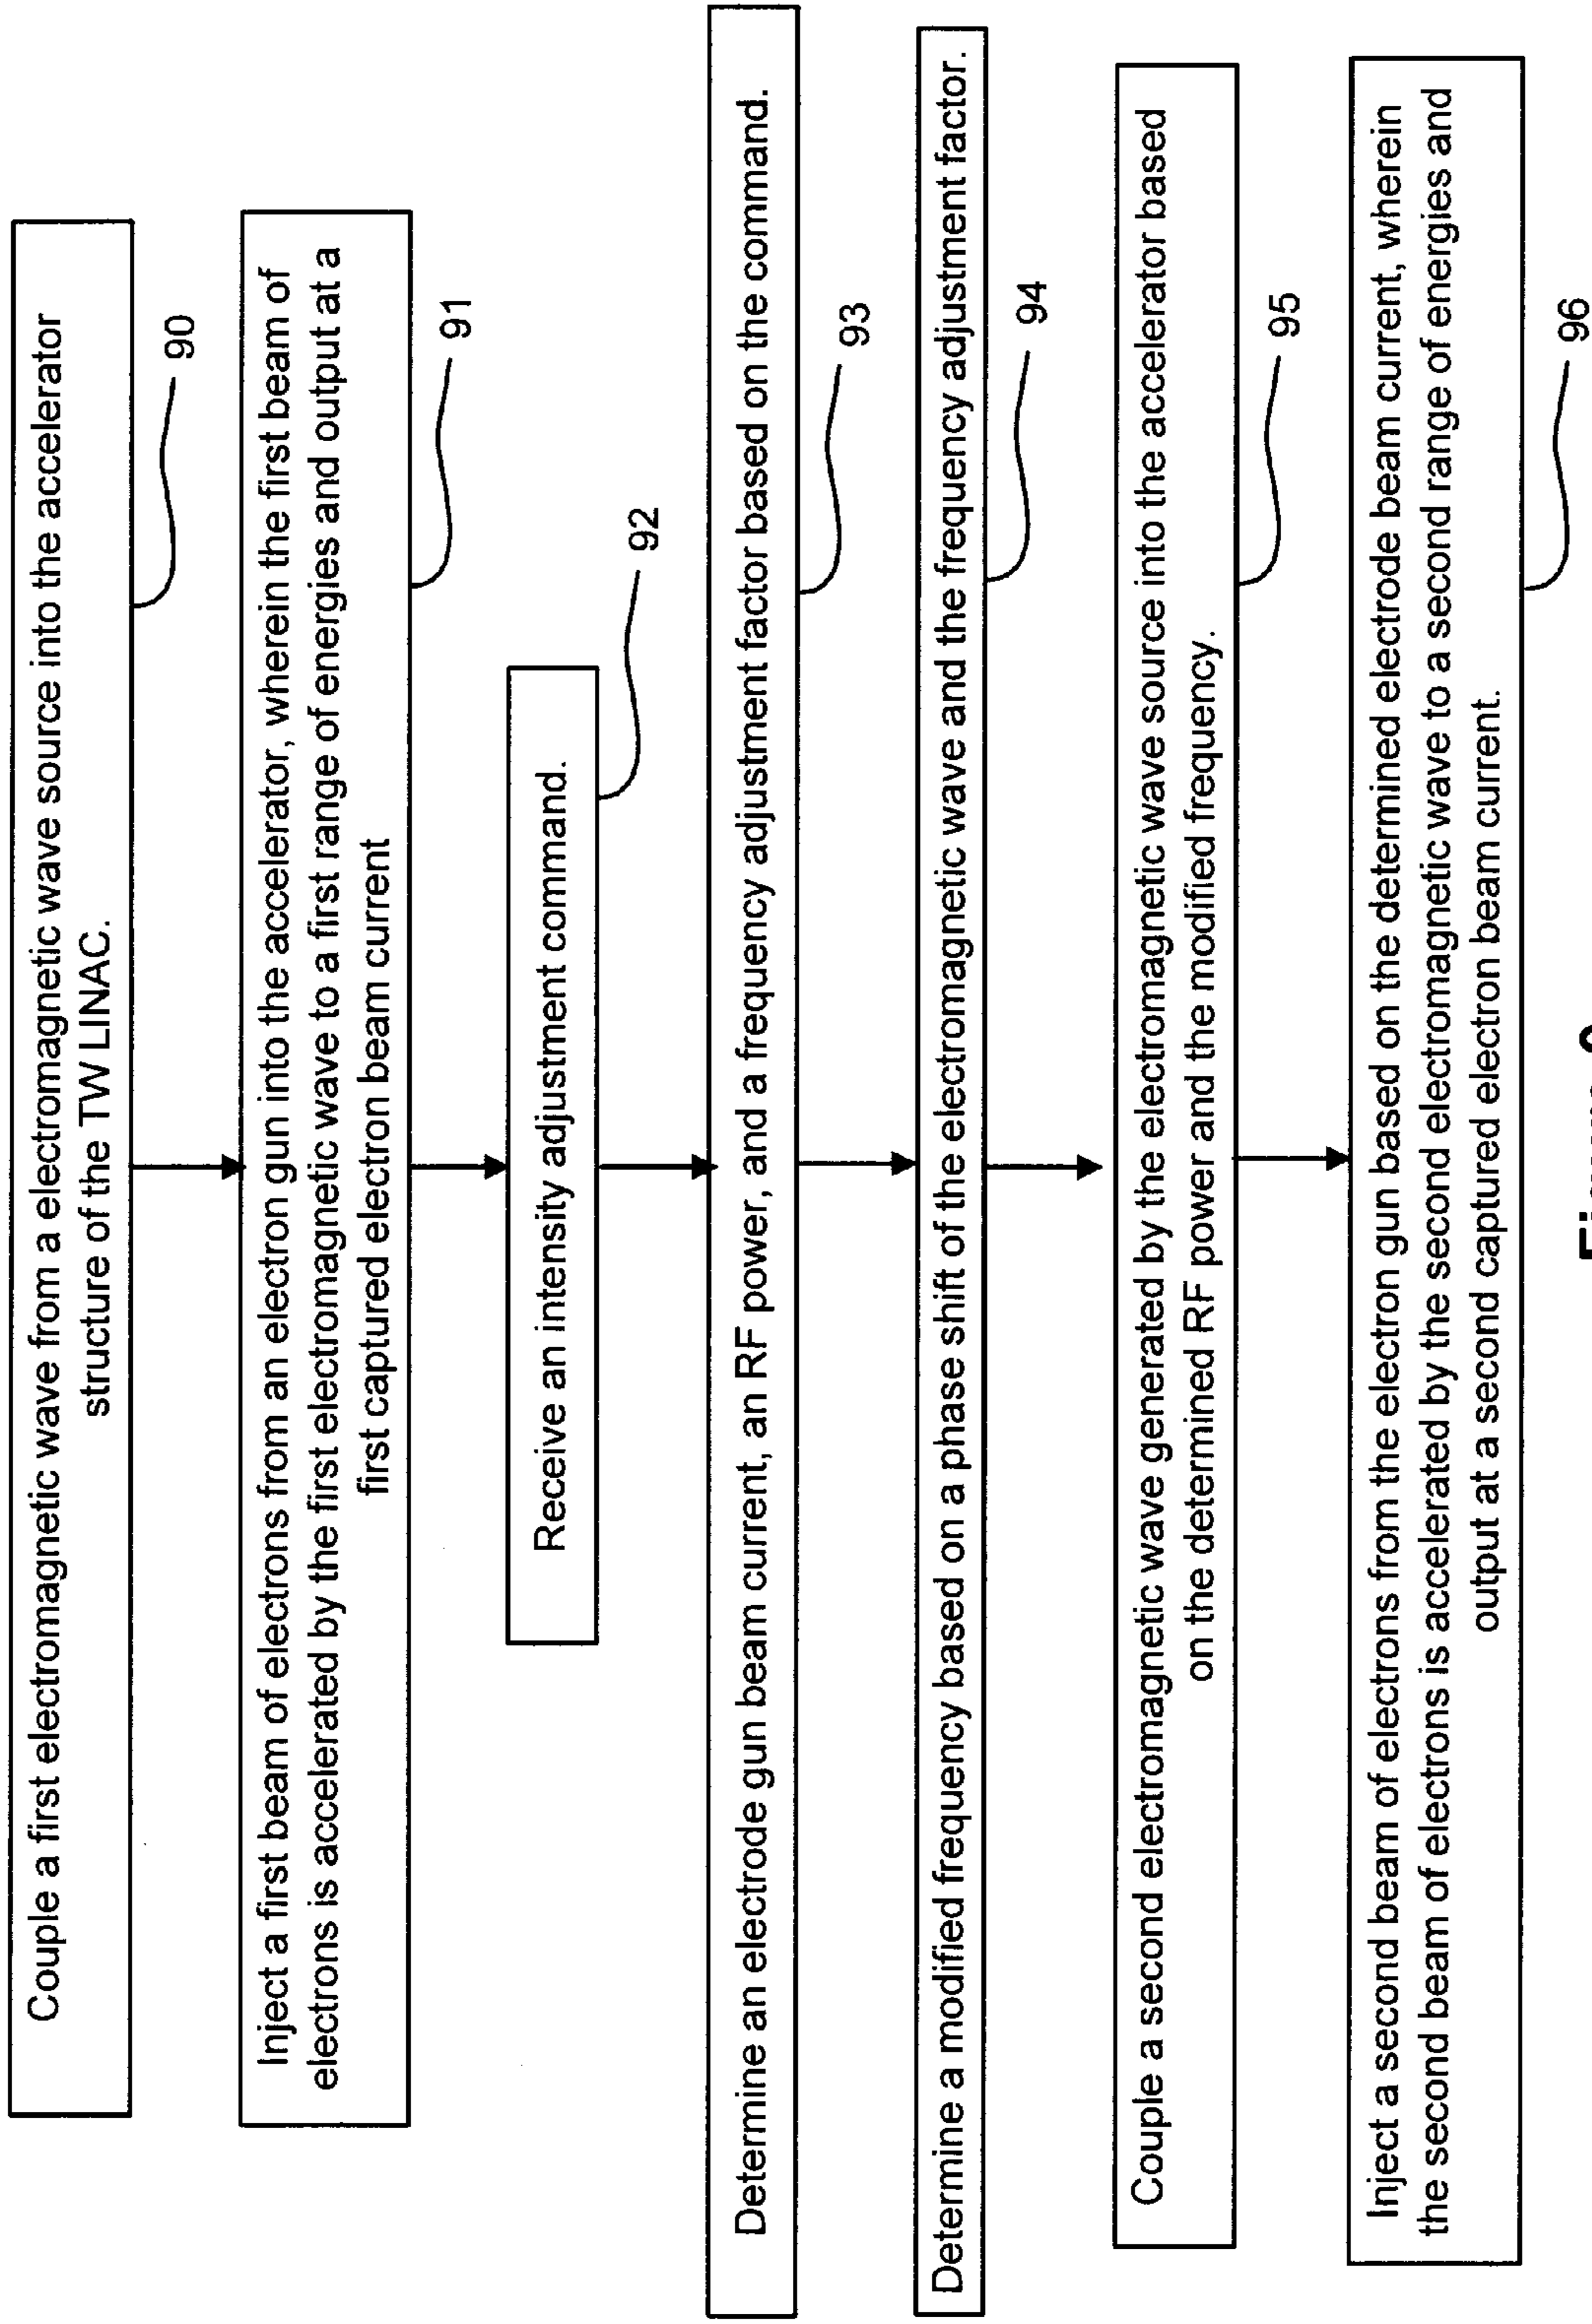 Couple a first electromagnetic wave from a electromagnetic wave source into the accelerator
structure of the TW LINAC.
90
Inject a first beam of electrons from an electron gun into the accelerator, wherein the first beam of
electrons is accelerated by the first electromagnetic wave to a first range of energies and output at a
first captured electron beam current
91
Receive an intensity adjustment command.
92
Determine an electrode gun beam current, an RF power, and a frequency adjustment factor based on the command.
93
Determine a modified frequency based on a phase shift of the electromagnetic wave and the frequency adjustment factor.
94
Couple a second electromagnetic wave generated by the electromagnetic wave source into the accelerator based
on the determined RF power and the modified frequency.
95
Inject a second beam of electrons from the electron gun based on the determined electrode beam current, wherein
the second beam of electrons is accelerated by the second electromagnetic wave to a second range of energies and
output at a second captured electron beam current.
96